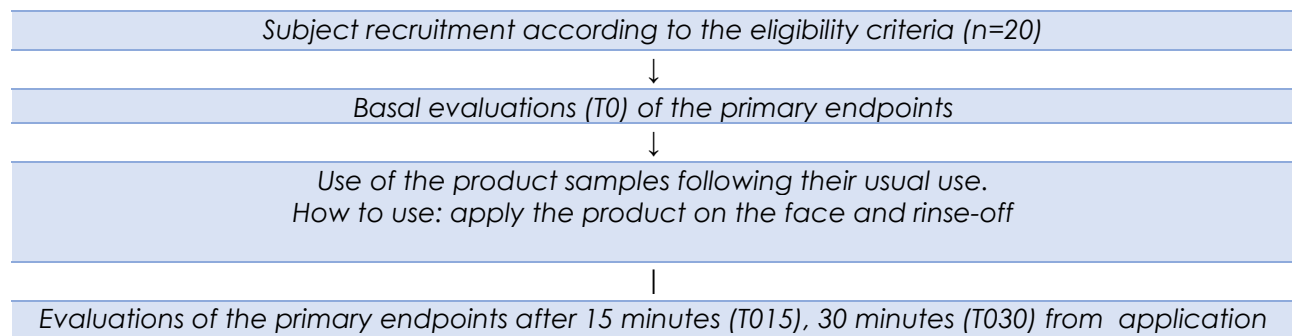 Subject recruitment according to the eligibility criteria (n=20)
↓
Basal evaluations (T0) of the primary endpoints
↓
Use of the product samples following their usual use.
How to use: apply the product on the face and rinse-off
|
Evaluations of the primary endpoints after 15 minutes (T015), 30 minutes (T030) from application